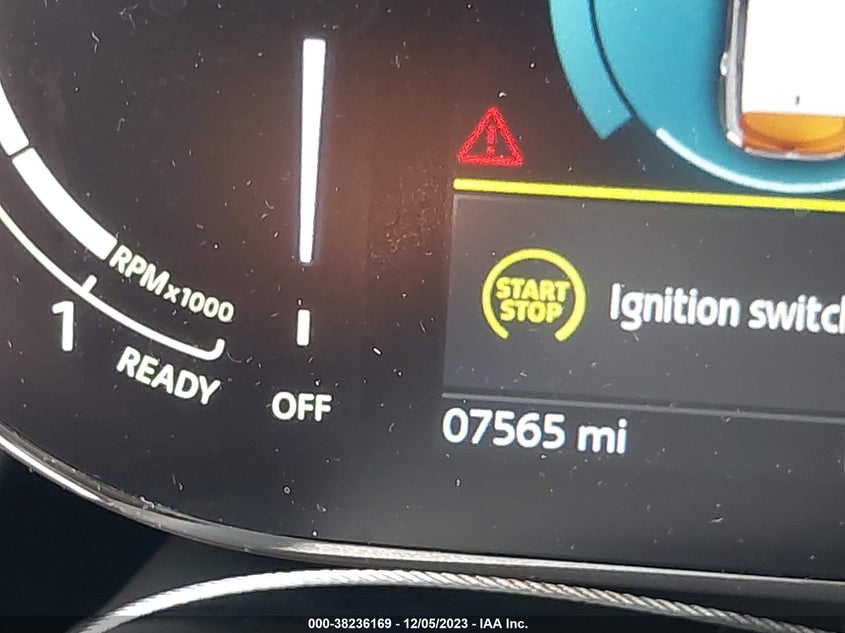 RPMx1000
1
READY
OFF
START
STOP
Ignition switch
07565 mi
000-38236169 - 12/05/2023 - IAA Inc.